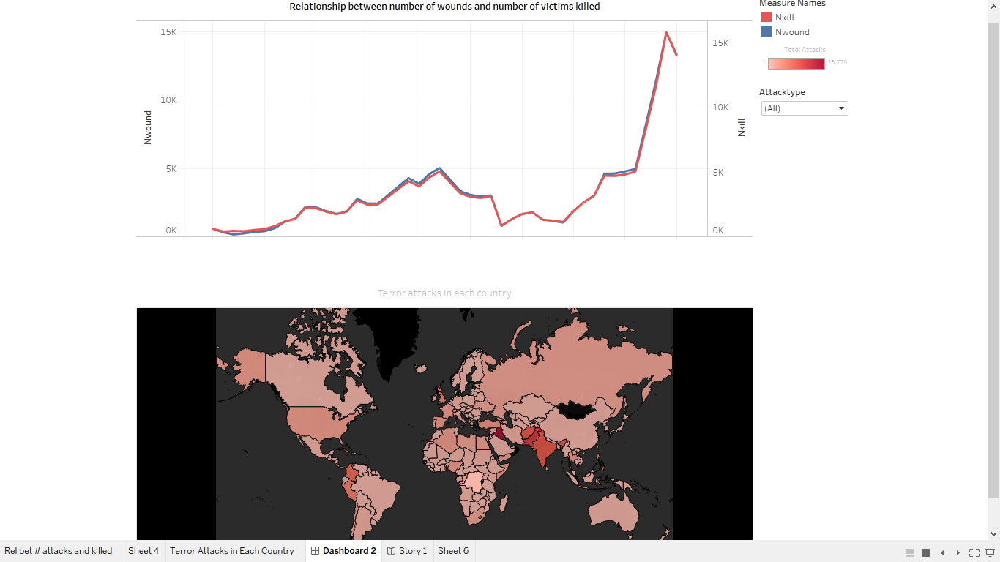 Relationship between number of wounds and number of victims killed
Measure Names
Nkill
Nwound
Total Attacks
1
18,770
Attacktype
(All)
15K
10K
5K
0K
Nwound
15K
10K
5K
0K
Nkill
Terror attacks in each country
Rel bet # attacks and killed
Sheet 4
Terror Attacks in Each Country
Dashboard 2
Story 1
Sheet 6